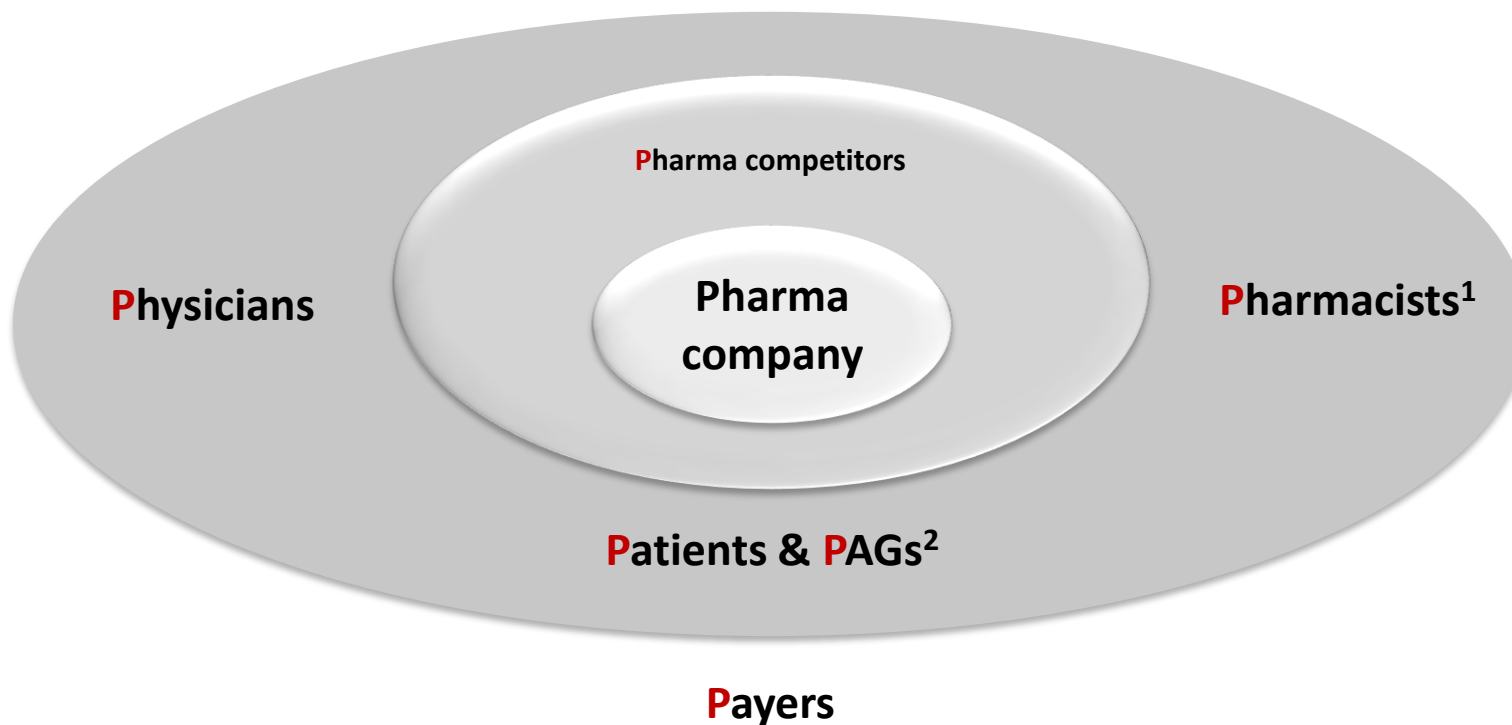 Pharma competitors
Pharma
company
Physicians
Pharmacists¹
Patients & PAGs²
Payers